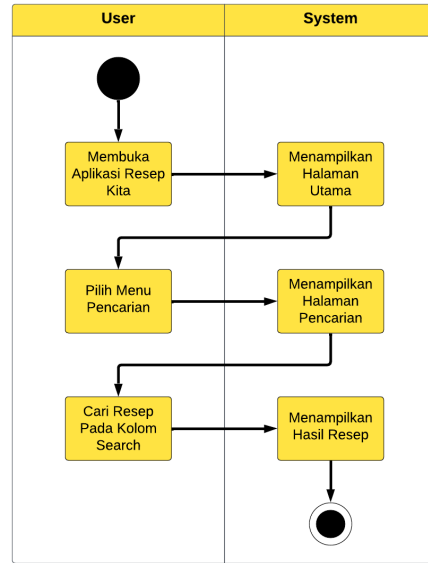 User
System
Membuka
Aplikasi Resep
Kita
Menampilkan
Halaman
Utama
Pilih Menu
Pencarian
Menampilkan
Halaman
Pencarian
Cari Resep
Pada Kolom
Search
Menampilkan
Hasil Resep